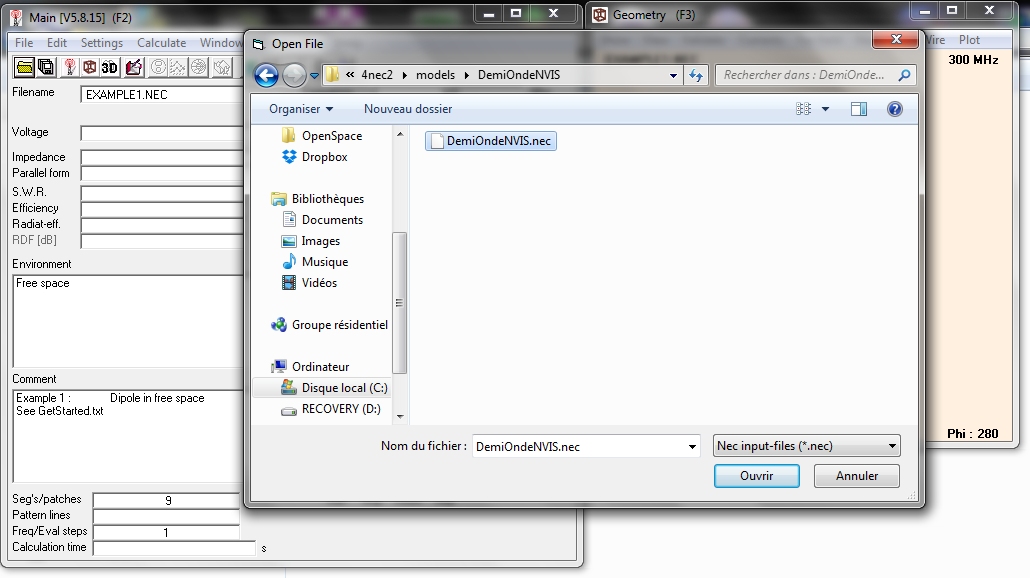 Main [V5.8.15] (F2)
Geometry (F3)
File Edit Settings Calculate Window
Open File
Plot
« 4nec2 models DemiOndeNVIS
Rechercher dans : DemiOnde...
300 MHz
3D
Filename EXAMPLE1.NEC
Organiser Nouveau dossier
Voltage
Impedance
Parallel form
S.W.R.
Efficiency
Radiat-eff.
RDF [dB]
OpenSpace
Dropbox
Bibliothèques
Documents
Images
Musique
Vidéos
Groupe résidentiel
Ordinateur
Disque local (C:)
RECOVERY (D:)
DemiOndeNVIS.nec
Environment
Free space
Comment
Example 1 : Dipole in free space
See GetStarted.txt
Phi : 280
Nom du fichier : DemiOndeNVIS.nec
Nec input-files (*.nec)
Ouvrir Annuler
Seg's/patches 9
Pattern lines
Freq/Eval steps 1
Calculation time s